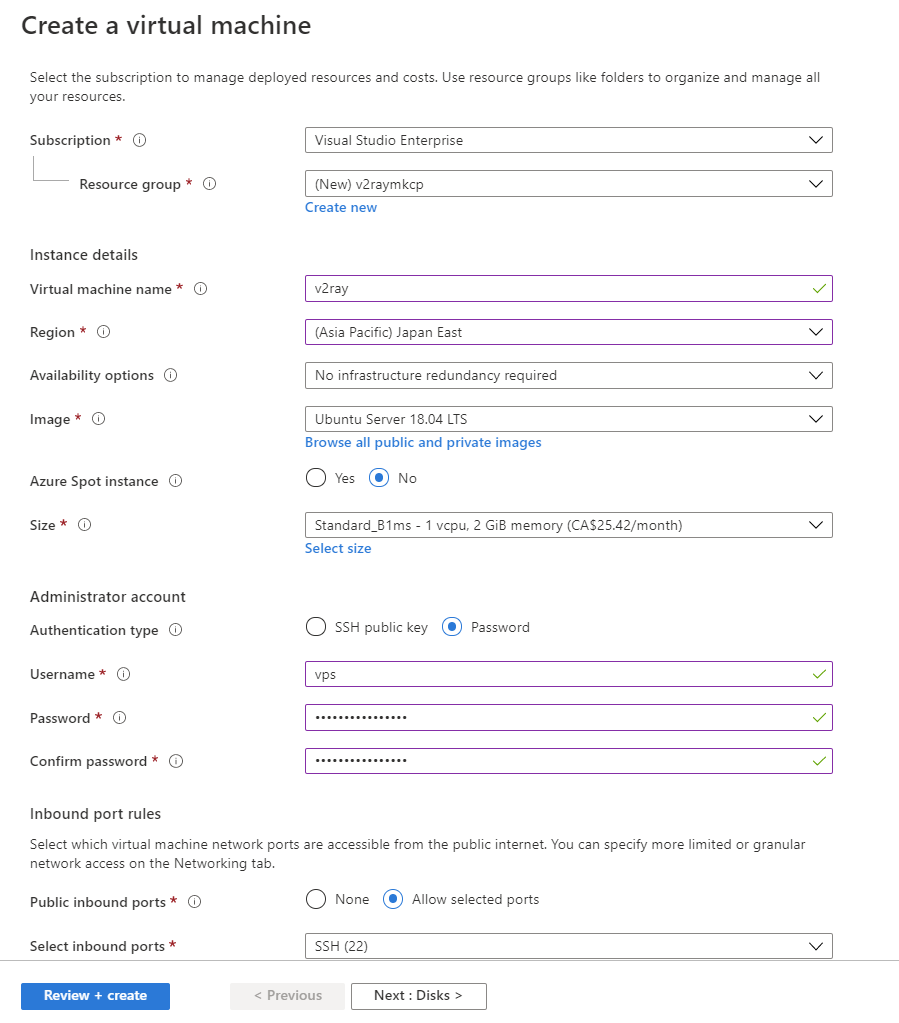 Create a virtual machine
Select the subscription to manage deployed resources and costs. Use resource groups like folders to organize and manage all
your resources.
Subscription *
Visual Studio Enterprise
Resource group *
(New) v2raymkcp
Create new
Instance details
Virtual machine name *
v2ray
Region *
(Asia Pacific) Japan East
Availability options
No infrastructure redundancy required
Image *
Ubuntu Server 18.04 LTS
Browse all public and private images
Azure Spot instance
Yes No
Size *
Standard_B1ms - 1 vcpu, 2 GiB memory (CA$25.42/month)
Select size
Administrator account
Authentication type
SSH public key Password
Username *
vps
Password *
••••••••••••••••
Confirm password *
••••••••••••••••
Inbound port rules
Select which virtual machine network ports are accessible from the public internet. You can specify more limited or granular
network access on the Networking tab.
Public inbound ports *
None Allow selected ports
Select inbound ports *
SSH (22)
Review + create
< Previous
Next : Disks >